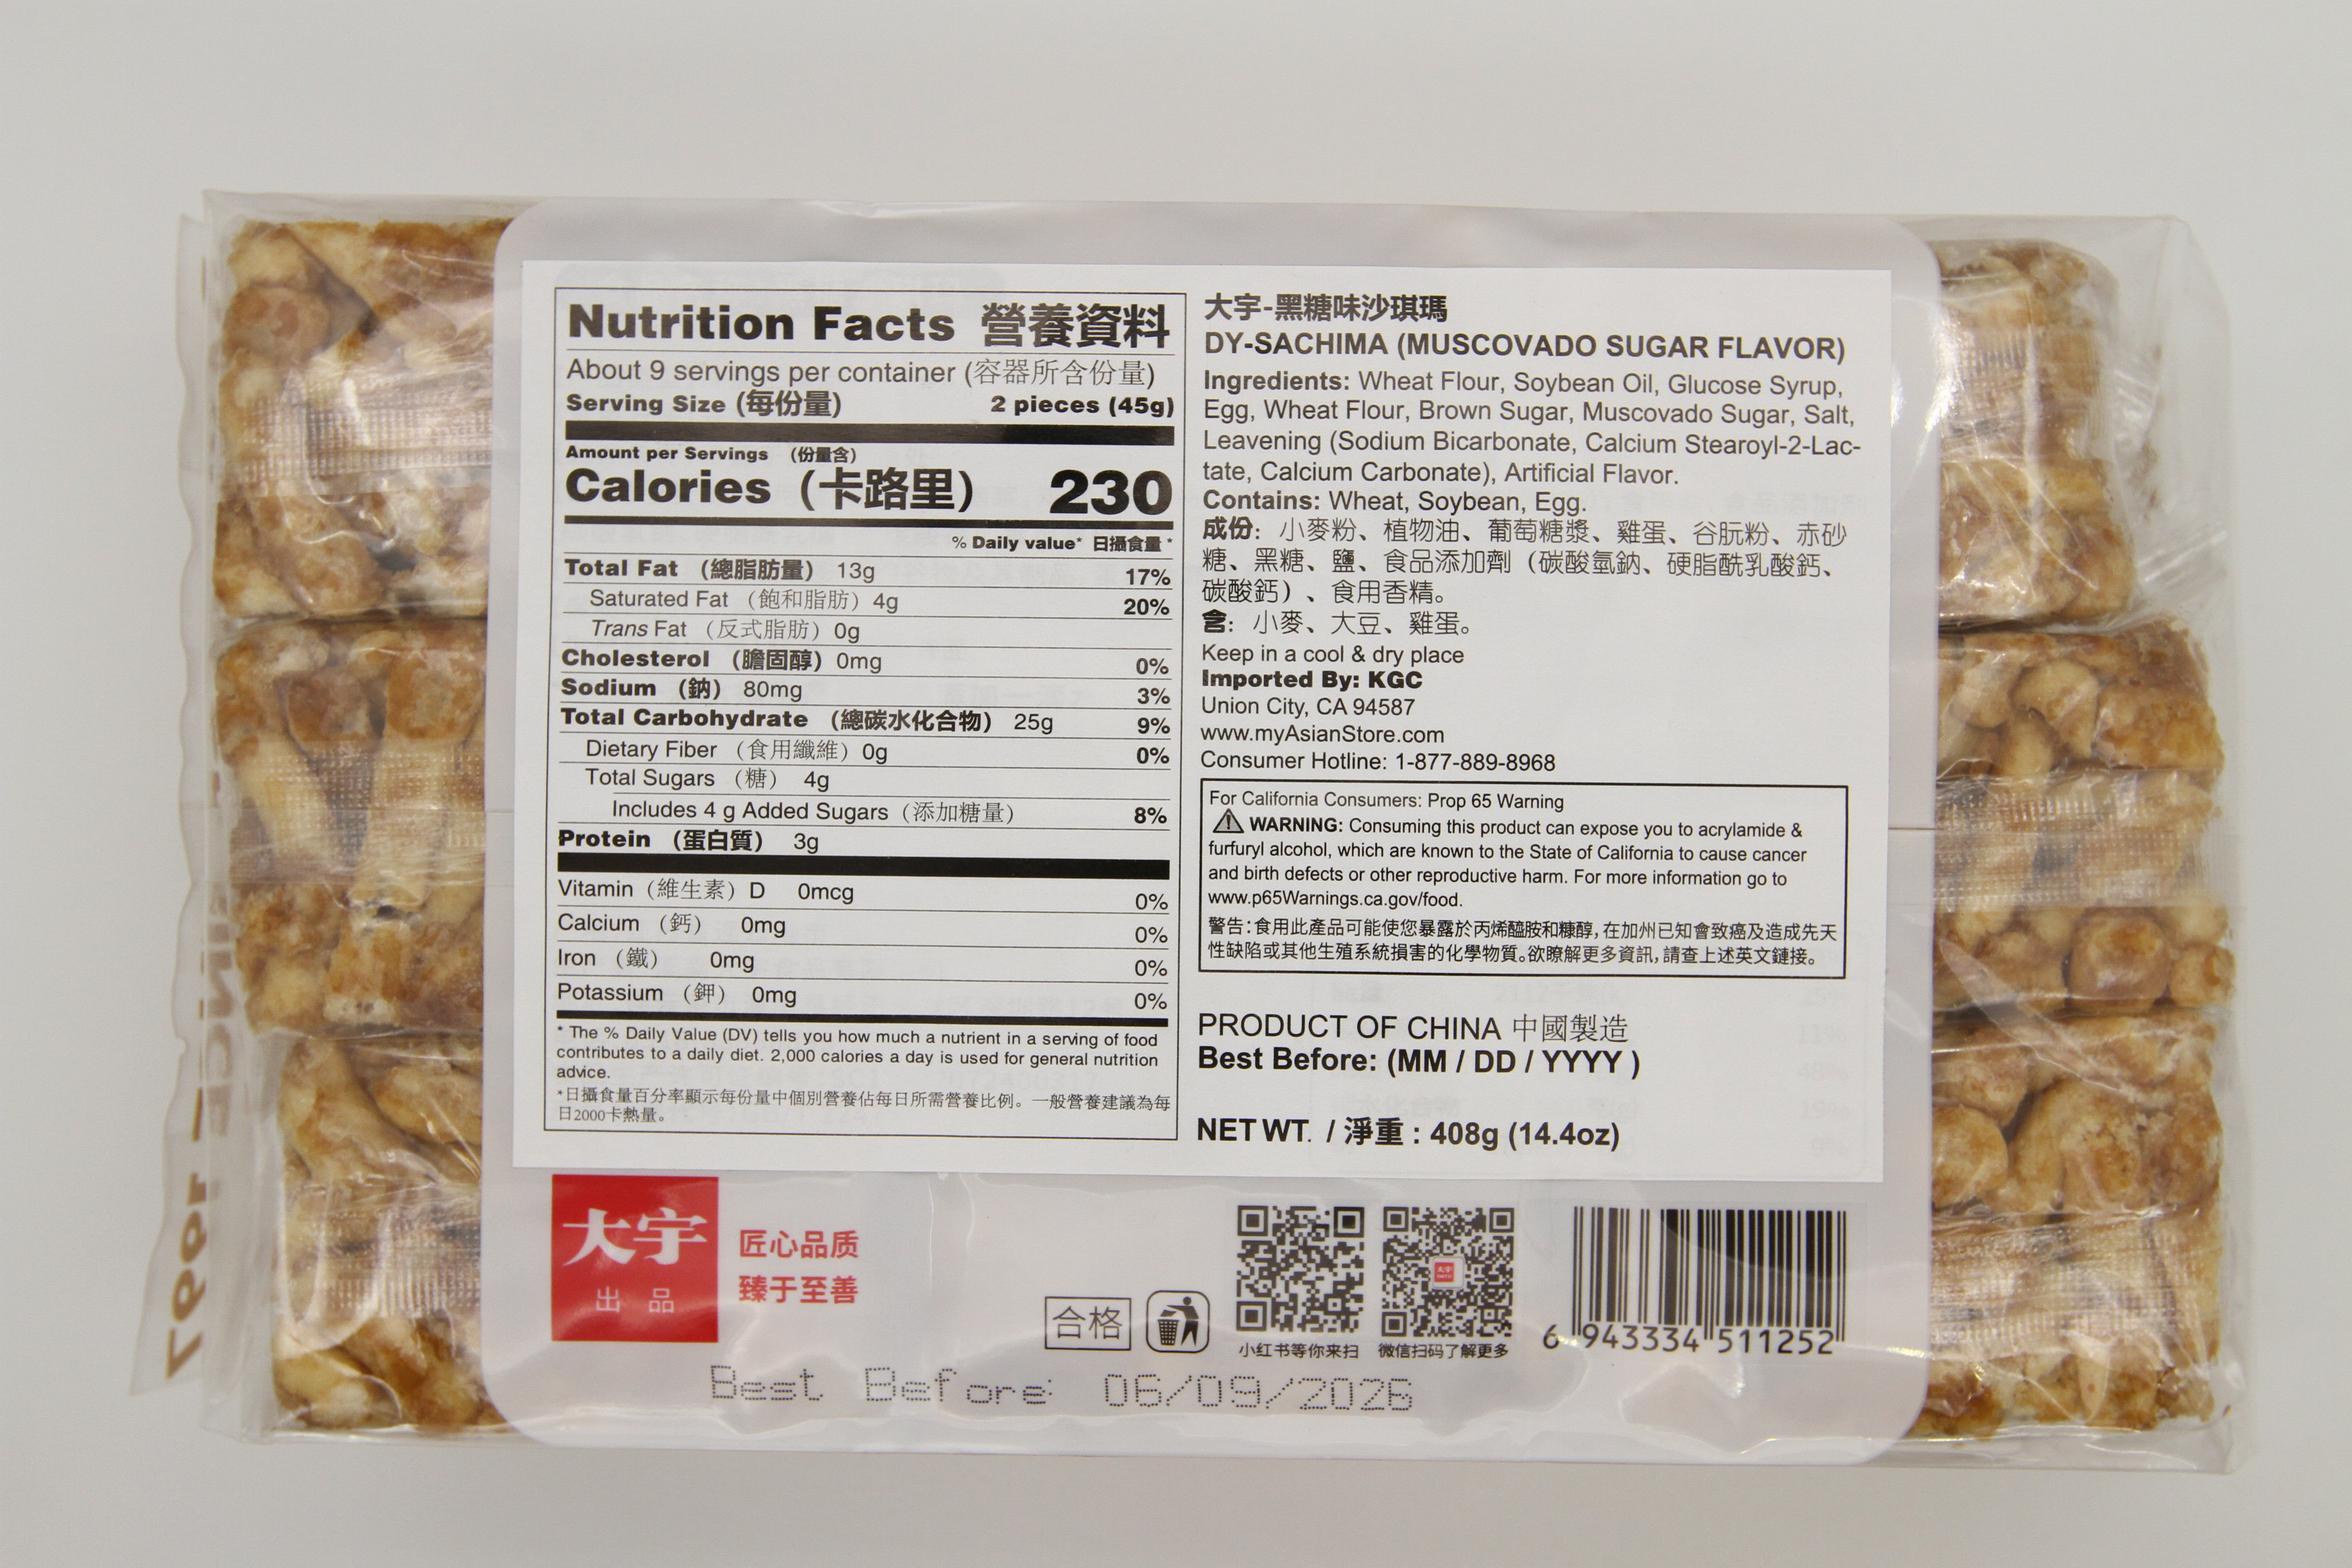 Nutrition Facts 營養資料
About 9 servings per container (容器所含份量)
Serving Size (每份量) 2 pieces (45g)
Amount per Servings (份量含)
Calories (卡路里) 230
% Daily value* 日攝食量 *
Total Fat (總脂肪量) 13g 17%
Saturated Fat (飽和脂肪) 4g 20%
Trans Fat (反式脂肪) 0g
Cholesterol (膽固醇) 0mg 0%
Sodium (鈉) 80mg 3%
Total Carbohydrate (總碳水化合物) 25g 9%
Dietary Fiber (食用纖維) 0g 0%
Total Sugars (糖) 4g
Includes 4 g Added Sugars (添加糖量) 8%
Protein (蛋白質) 3g
Vitamin (維生素) D 0mcg 0%
Calcium (鈣) 0mg 0%
Iron (鐵) 0mg 0%
Potassium (鉀) 0mg 0%
* The % Daily Value (DV) tells you how much a nutrient in a serving of food
contributes to a daily diet. 2,000 calories a day is used for general nutrition
advice.
*日攝食量百分率顯示每份量中個別營養佔每日所需營養比例。一般營養建議為每
日2000卡熱量。
大宇-黑糖味沙琪瑪
DY-SACHIMA (MUSCOVADO SUGAR FLAVOR)
Ingredients: Wheat Flour, Soybean Oil, Glucose Syrup,
Egg, Wheat Flour, Brown Sugar, Muscovado Sugar, Salt,
Leavening (Sodium Bicarbonate, Calcium Stearoyl-2-Lac-
tate, Calcium Carbonate), Artificial Flavor.
Contains: Wheat, Soybean, Egg.
成份: 小麥粉、植物油、葡萄糖漿、雞蛋、谷朊粉、赤砂
糖、黑糖、鹽、食品添加劑（碳酸氫鈉、硬脂酰乳酸鈣、
碳酸鈣）、食用香精。
含: 小麥、大豆、雞蛋。
Keep in a cool & dry place
Imported By: KGC
Union City, CA 94587
www.myAsianStore.com
Consumer Hotline: 1-877-889-8968
For California Consumers: Prop 65 Warning
WARNING: Consuming this product can expose you to acrylamide &
furfuryl alcohol, which are known to the State of California to cause cancer
and birth defects or other reproductive harm. For more information go to
www.p65Warnings.ca.gov/food.
警告:食用此產品可能使您暴露於丙烯醯胺和糠醇,在加州已知會致癌及造成先天
性缺陷或其他生殖系統損害的化學物質。欲瞭解更多資訊,請查上述英文鏈接。
PRODUCT OF CHINA 中國製造
Best Before: (MM / DD / YYYY )
NET WT. / 淨重 : 408g (14.4oz)
大宇
出品
匠心品质
臻于至善
合格
小红书等你来扫
微信扫码了解更多
6 943334 511252
Best Before: 06/09/2026
SINCE 1997